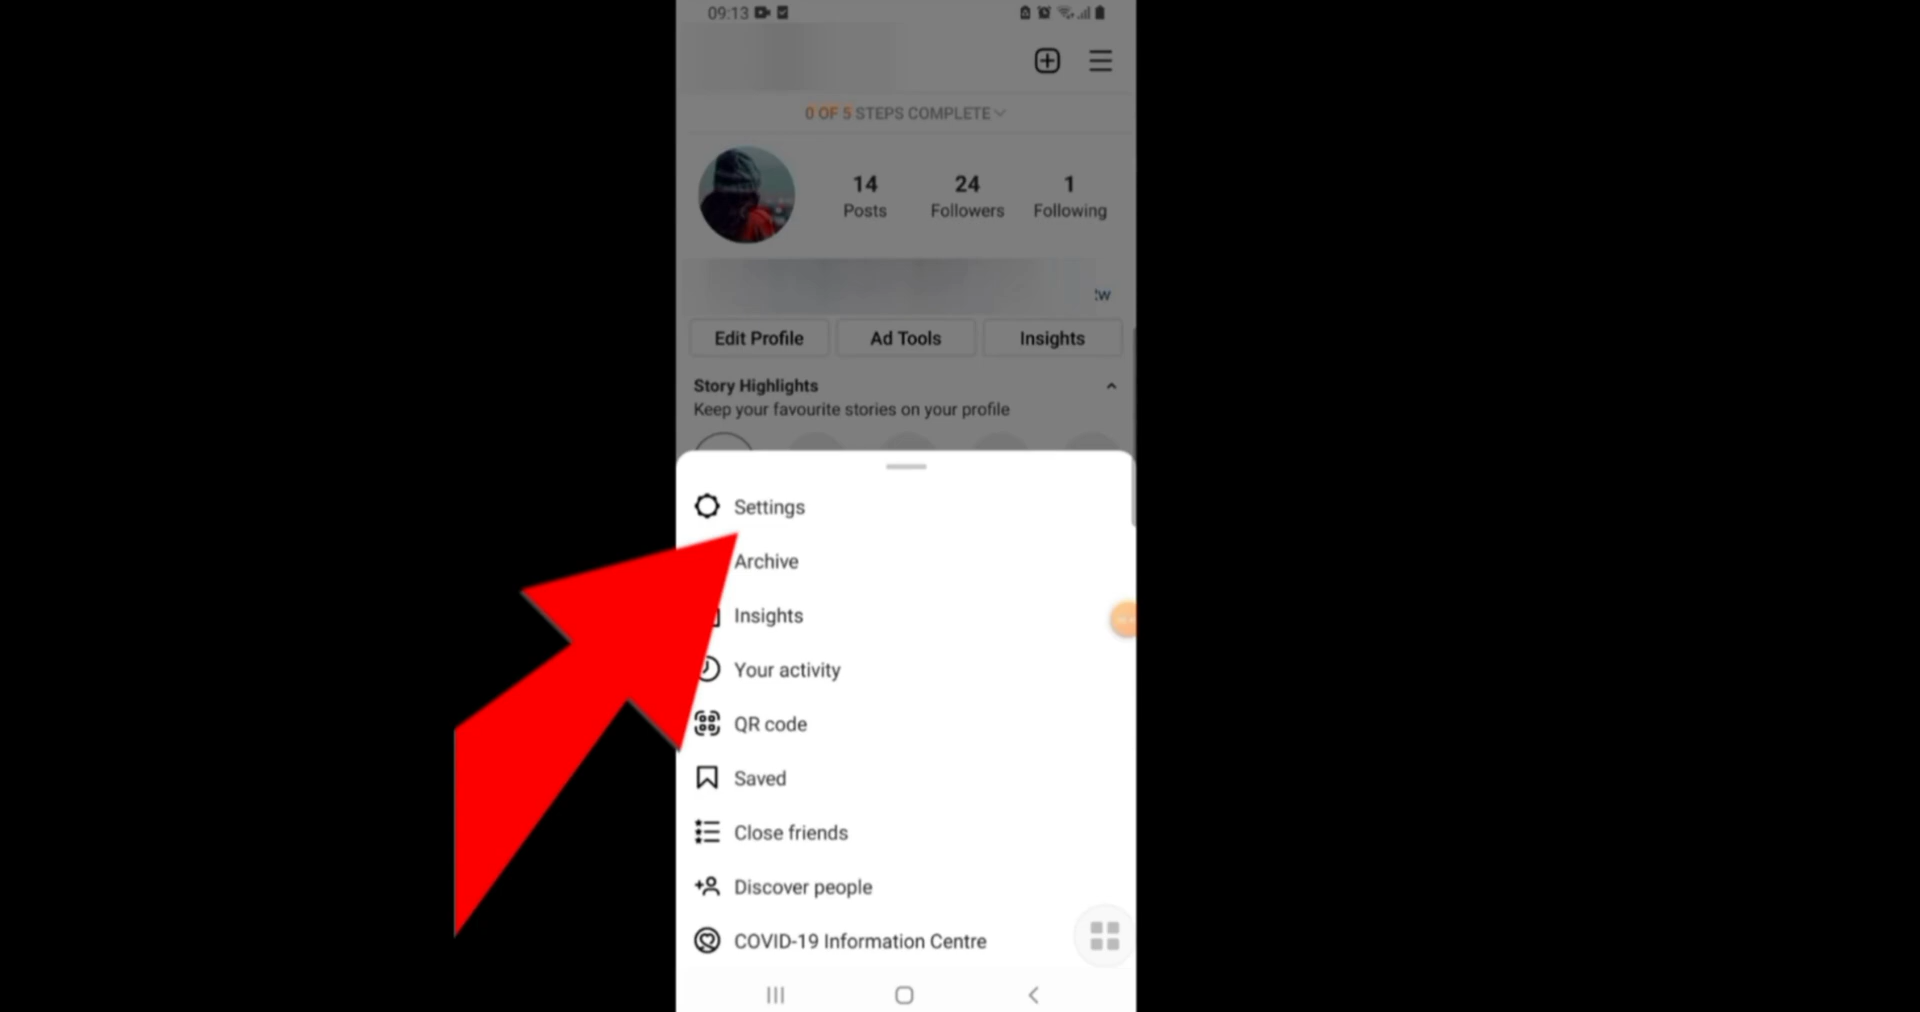 09:13
0 OF 5 STEPS COMPLETE
14 24 1
Posts Followers Following
Edit Profile Ad Tools Insights
Story Highlights
Keep your favourite stories on your profile
Settings
Archive
Insights
Your activity
QR code
Saved
Close friends
Discover people
COVID-19 Information Centre